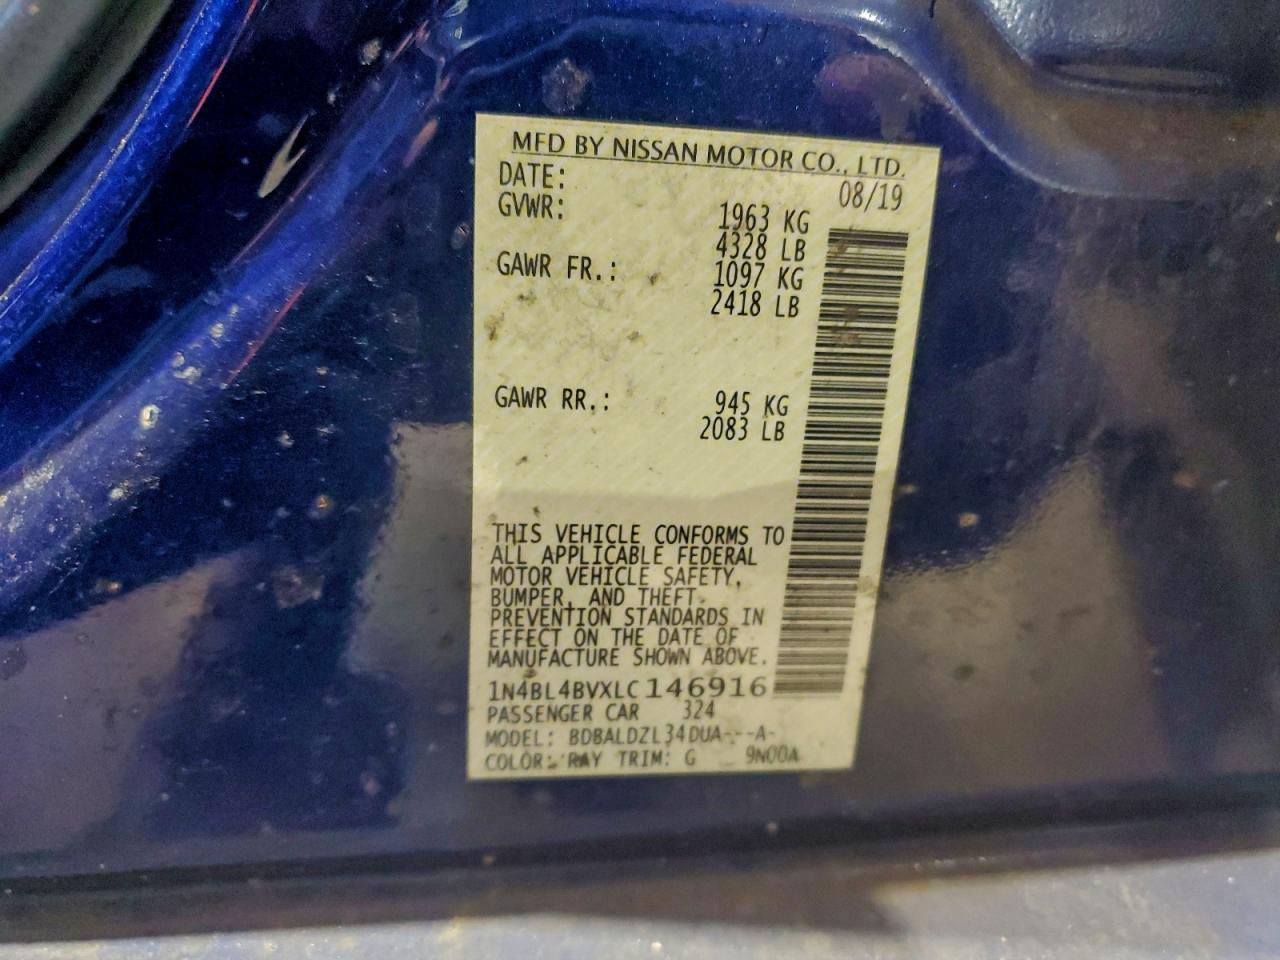 MFD BY NISSAN MOTOR CO., LTD.
DATE: 08/19
GVWR: 1963 KG
4328 LB
GAWR FR.: 1097 KG
2418 LB
GAWR RR.: 945 KG
2083 LB
THIS VEHICLE CONFORMS TO
ALL APPLICABLE FEDERAL
MOTOR VEHICLE SAFETY,
BUMPER, AND THEFT
PREVENTION STANDARDS IN
EFFECT ON THE DATE OF
MANUFACTURE SHOWN ABOVE.
1N4BL4BVXLC146916
PASSENGER CAR 324
MODEL: BDBALDZL34DUA---A-
COLOR: RAY TRIM: G 9N00A